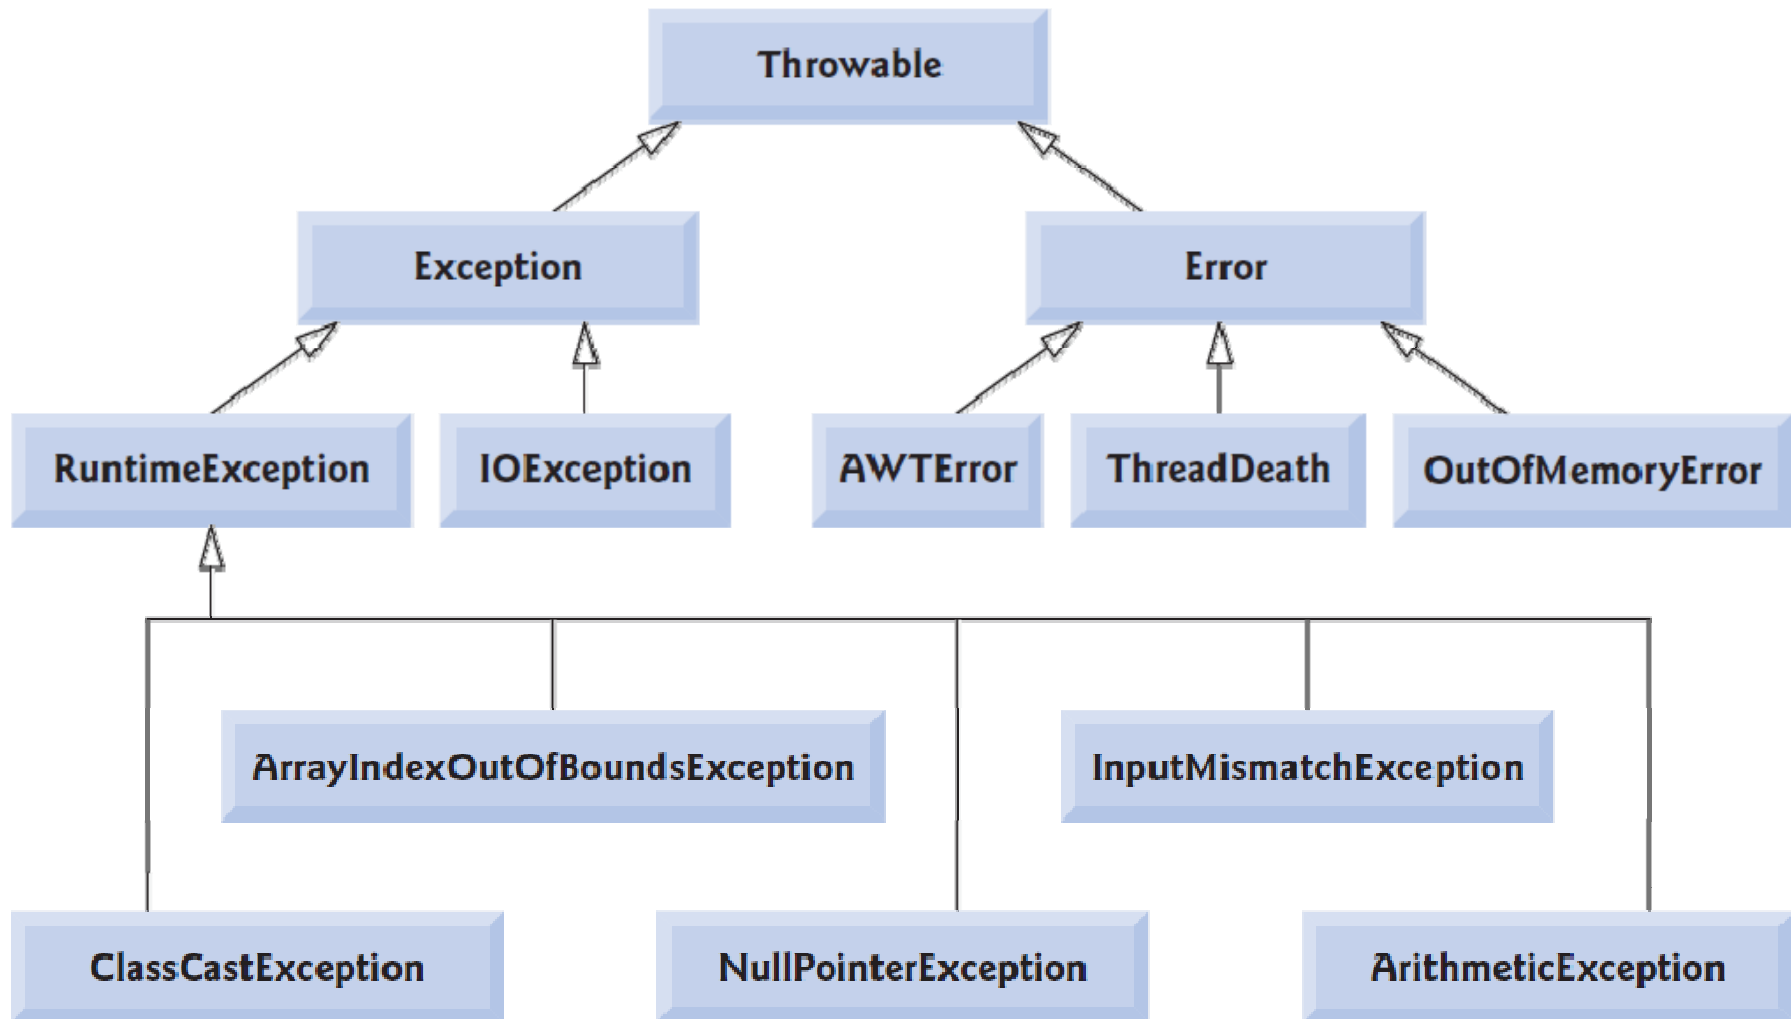 Throwable
Exception
Error
RuntimeException
IOException
AWTError
ThreadDeath
OutOfMemoryError
ArrayIndexOutOfBoundsException
InputMismatchException
ClassCastException
NullPointerException
ArithmeticException